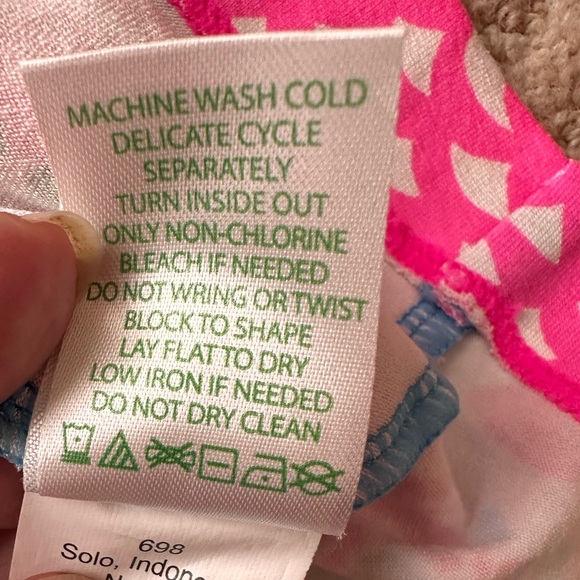 MACHINE WASH COLD
DELICATE CYCLE
SEPARATELY
TURN INSIDE OUT
ONLY NON-CHLORINE
BLEACH IF NEEDED
DO NOT WRING OR TWIST
BLOCK TO SHAPE
LAY FLAT TO DRY
LOW IRON IF NEEDED
DO NOT DRY CLEAN
698
Solo,